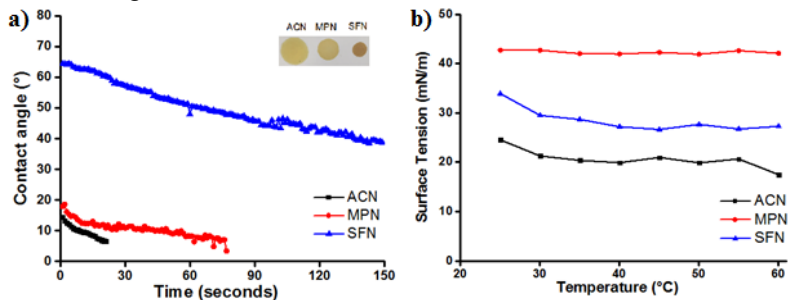 a)
Contact angle (°)
80
70
60
50
40
30
20
10
0
ACN MPN SFN
ACN
MPN
SFN
0 30 60 90 120 150
Time (seconds)
b)
Surface Tension (mN/m)
50
40
30
20
10
0
ACN
MPN
SFN
20 30 40 50 60
Temperature (°C)